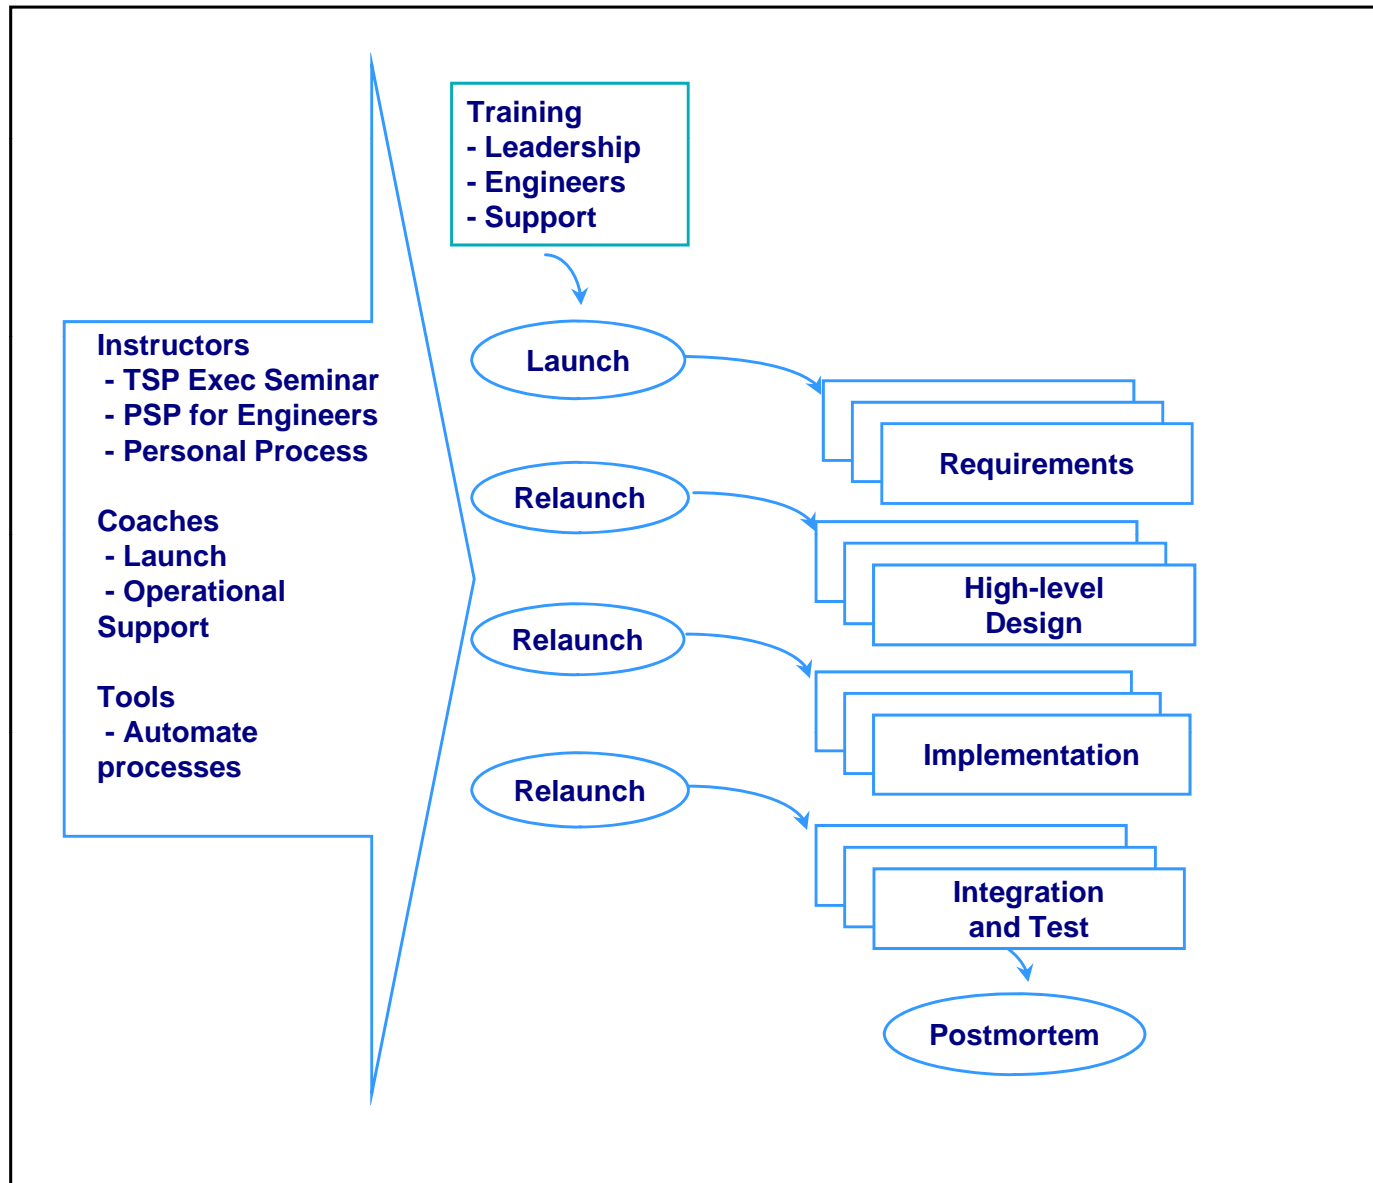 Training
- Leadership
- Engineers
- Support
Instructors
- TSP Exec Seminar
- PSP for Engineers
- Personal Process
Coaches
- Launch
- Operational
Support
Tools
- Automate
processes
Launch
Requirements
Relaunch
High-level
Design
Relaunch
Implementation
Relaunch
Integration
and Test
Postmortem